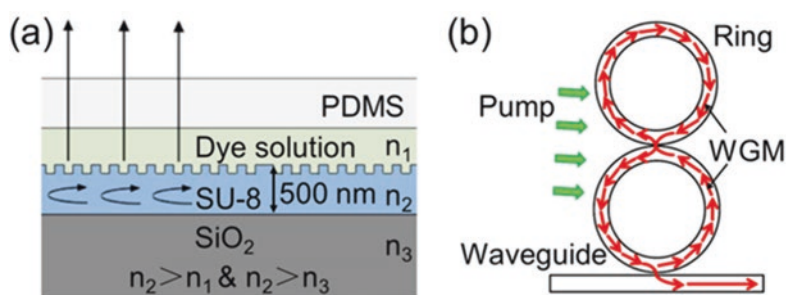 (a)
PDMS
Dye solution n₁
SU-8 500 nm n₂
SiO₂ n₃
n₂>n₁ & n₂>n₃
(b)
Ring
Pump
WGM
Waveguide